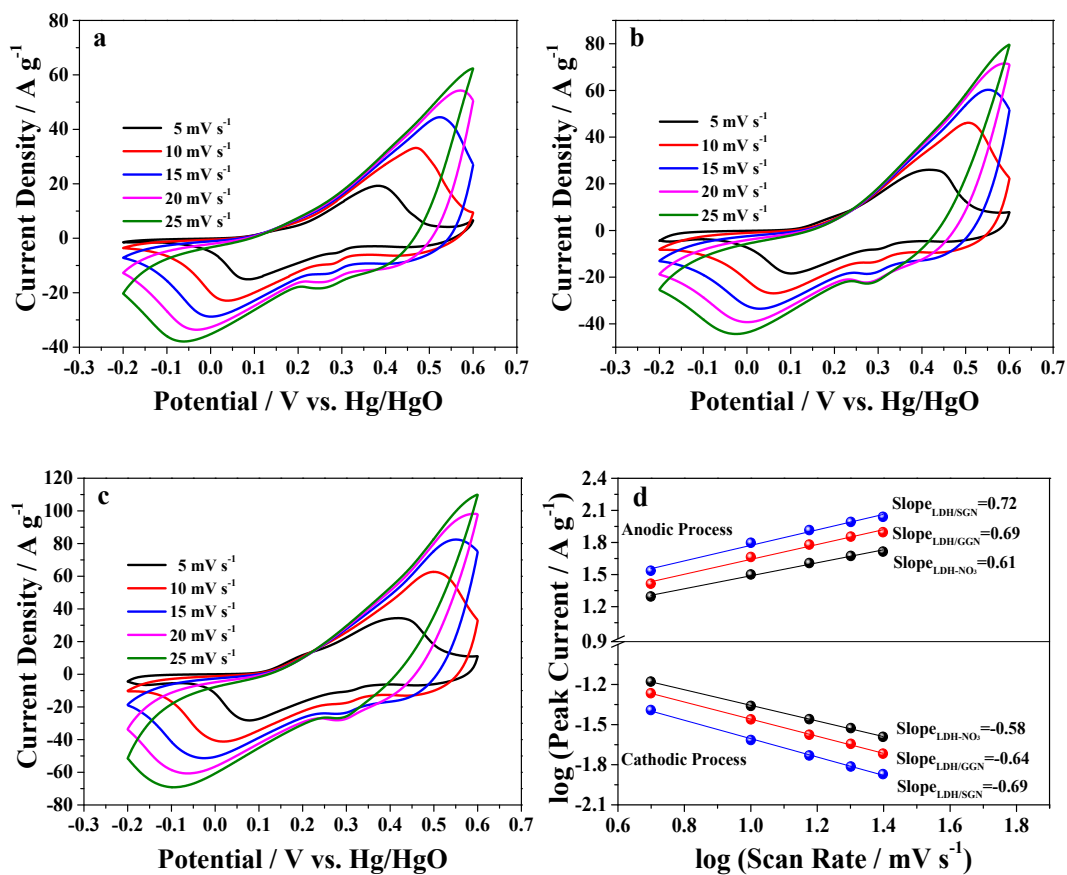 a
80
60
40
20
0
-20
-40
Current Density / A g⁻¹
5 mV s⁻¹
10 mV s⁻¹
15 mV s⁻¹
20 mV s⁻¹
25 mV s⁻¹
-0.3 -0.2 -0.1 0.0 0.1 0.2 0.3 0.4 0.5 0.6 0.7
Potential / V vs. Hg/HgO
b
80
60
40
20
0
-20
-40
Current Density / A g⁻¹
5 mV s⁻¹
10 mV s⁻¹
15 mV s⁻¹
20 mV s⁻¹
25 mV s⁻¹
-0.3 -0.2 -0.1 0.0 0.1 0.2 0.3 0.4 0.5 0.6 0.7
Potential / V vs. Hg/HgO
c
120
100
80
60
40
20
0
-20
-40
-60
-80
Current Density / A g⁻¹
5 mV s⁻¹
10 mV s⁻¹
15 mV s⁻¹
20 mV s⁻¹
25 mV s⁻¹
-0.3 -0.2 -0.1 0.0 0.1 0.2 0.3 0.4 0.5 0.6 0.7
Potential / V vs. Hg/HgO
d
2.4
2.1
1.8
1.5
1.2
0.9
-1.2
-1.5
-1.8
-2.1
log (Peak Current / A g⁻¹)
Anodic Process
Slope LDH/SGN=0.72
Slope LDH/GGN=0.69
Slope LDH-NO₃=0.61
Slope LDH-NO₃=-0.58
Slope LDH/GGN=-0.64
Cathodic Process
Slope LDH/SGN=-0.69
0.6 0.8 1.0 1.2 1.4 1.6 1.8
log (Scan Rate / mV s⁻¹)